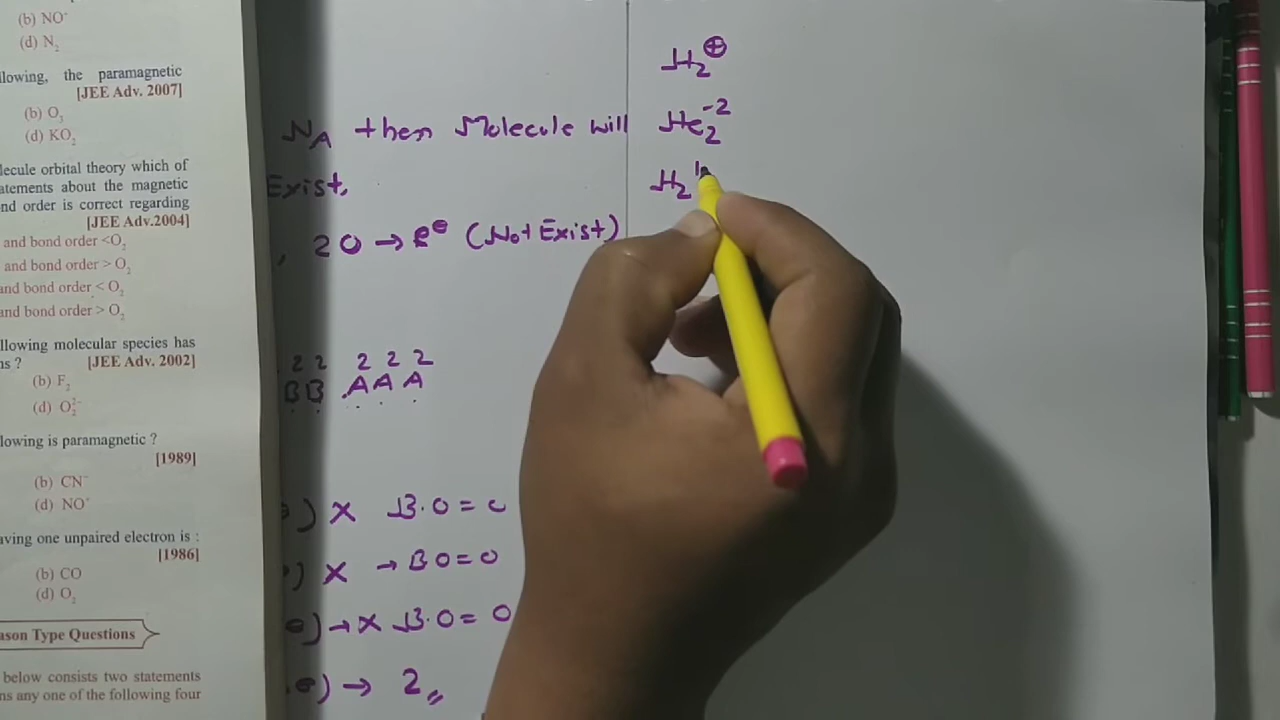 (b) NO⁻
(d) N₂
llowing, the paramagnetic
[JEE Adv. 2007]
(b) O₃
(d) KO₂
lecule orbital theory which of
atements about the magnetic
nd order is correct regarding
[JEE Adv.2004]
and bond order <O₂
and bond order > O₂
and bond order < O₂
and bond order > O₂
llowing molecular species has
ns ? [JEE Adv. 2002]
(b) F₂
(d) O₂²⁻
lowing is paramagnetic ?
[1989]
(b) CN⁻
(d) NO⁺
aving one unpaired electron is :
[1986]
(b) CO
(d) O₂
ason Type Questions
below consists two statements
ns any one of the following four
N_A then Molecule will
Exist.
, 20 → e⁻ (Not Exist)
2 2 2 2 2
B B A A A
) X B.O =
) X → BO = 0
) → X B.O = 0
) → 2
H₂⊕
He₂⁻²
H₂